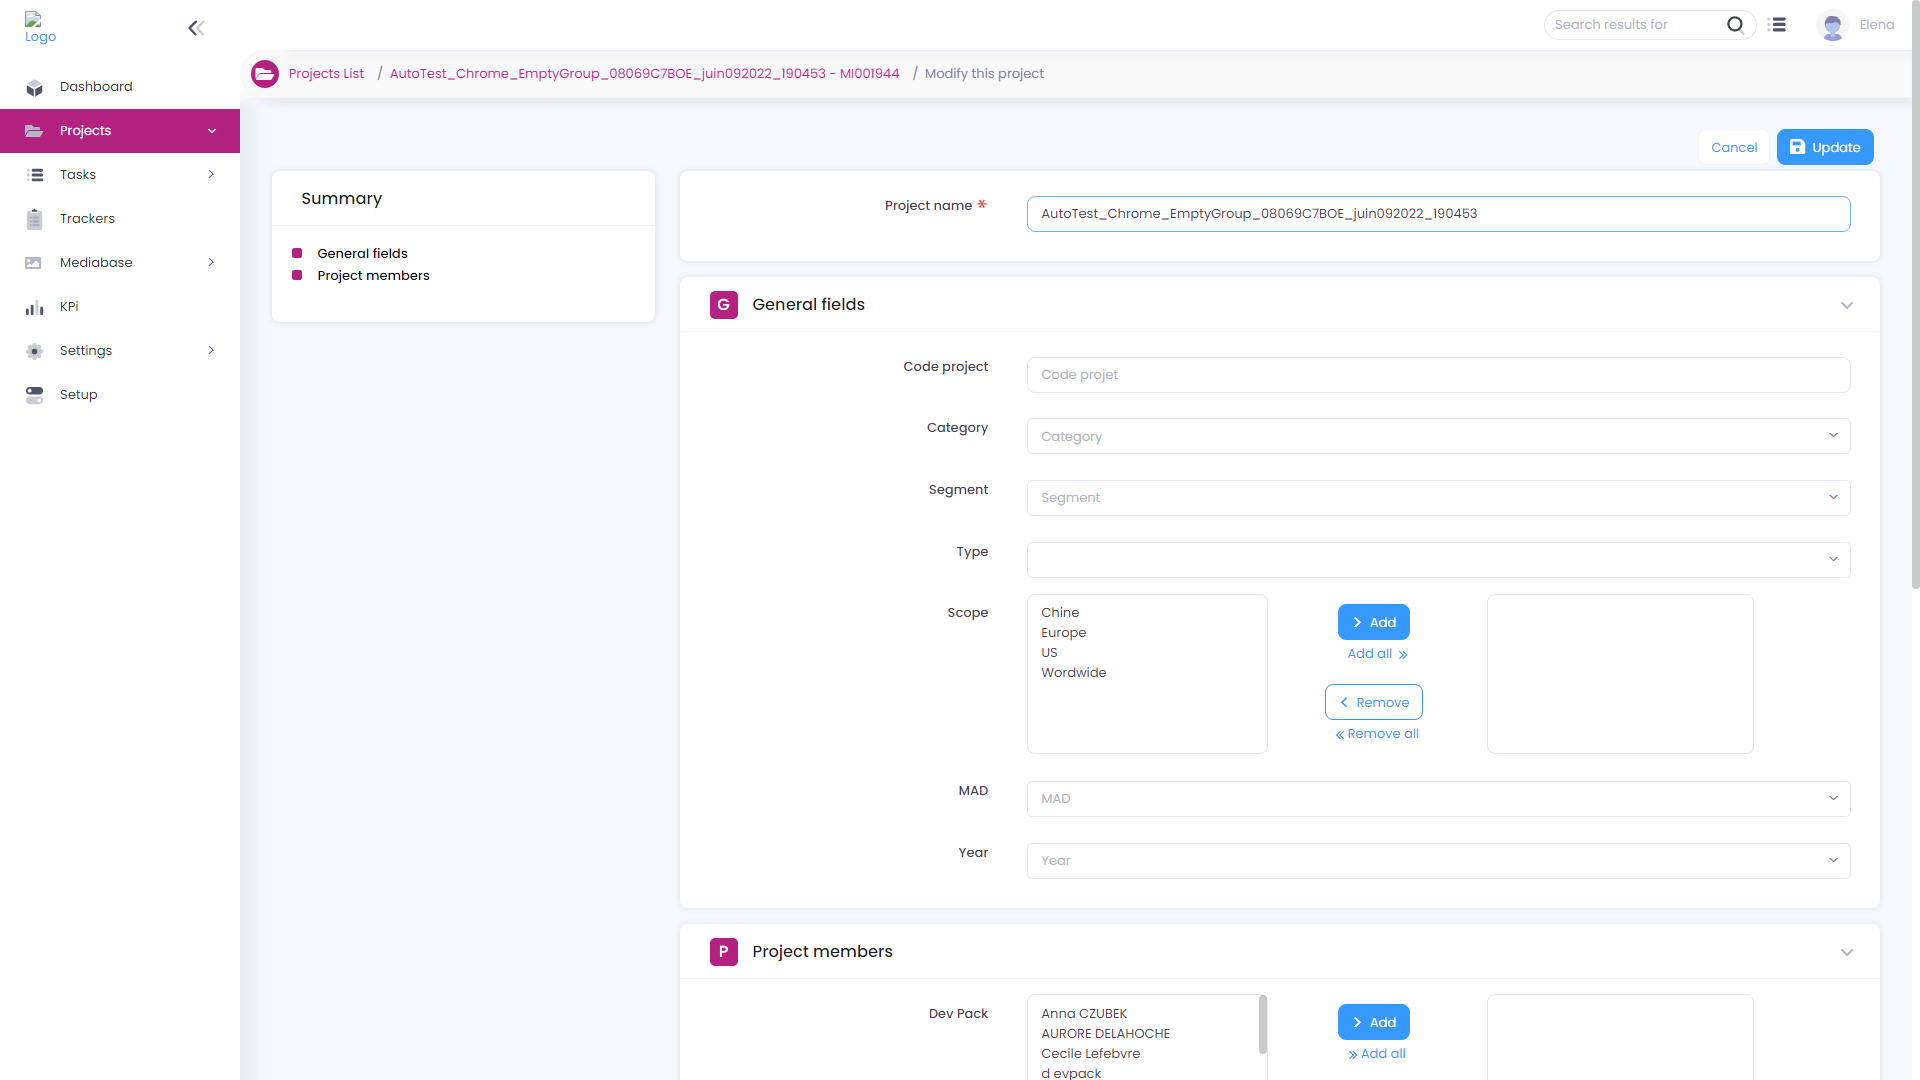 Logo
Dashboard
Projects
Tasks
Trackers
Mediabase
KPi
Settings
Setup
Search results for
Elena
Projects List / AutoTest_Chrome_EmptyGroup_08069C7BOE_juin092022_190453 - MI001944 / Modify this project
Cancel
Update
Summary
General fields
Project members
Project name *
AutoTest_Chrome_EmptyGroup_08069C7BOE_juin092022_190453
G General fields
Code project
Code projet
Category
Category
Segment
Segment
Type
Scope
Chine
Europe
US
Wordwide
Add
Add all
Remove
Remove all
MAD
MAD
Year
Year
P Project members
Dev Pack
Anna CZUBEK
AURORE DELAHOCHE
Cecile Lefebvre
d evpack
Add
Add all